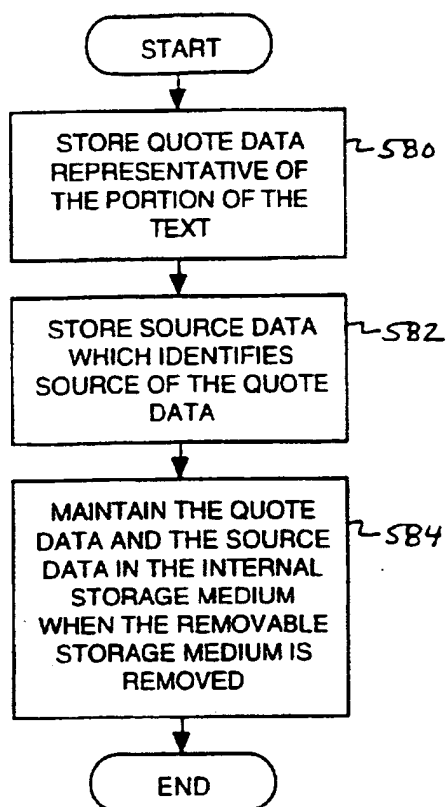 START
STORE QUOTE DATA
REPRESENTATIVE OF
THE PORTION OF THE
TEXT
580
STORE SOURCE DATA
WHICH IDENTIFIES
SOURCE OF THE QUOTE
DATA
582
MAINTAIN THE QUOTE
DATA AND THE SOURCE
DATA IN THE INTERNAL
STORAGE MEDIUM
WHEN THE REMOVABLE
STORAGE MEDIUM IS
REMOVED
584
END